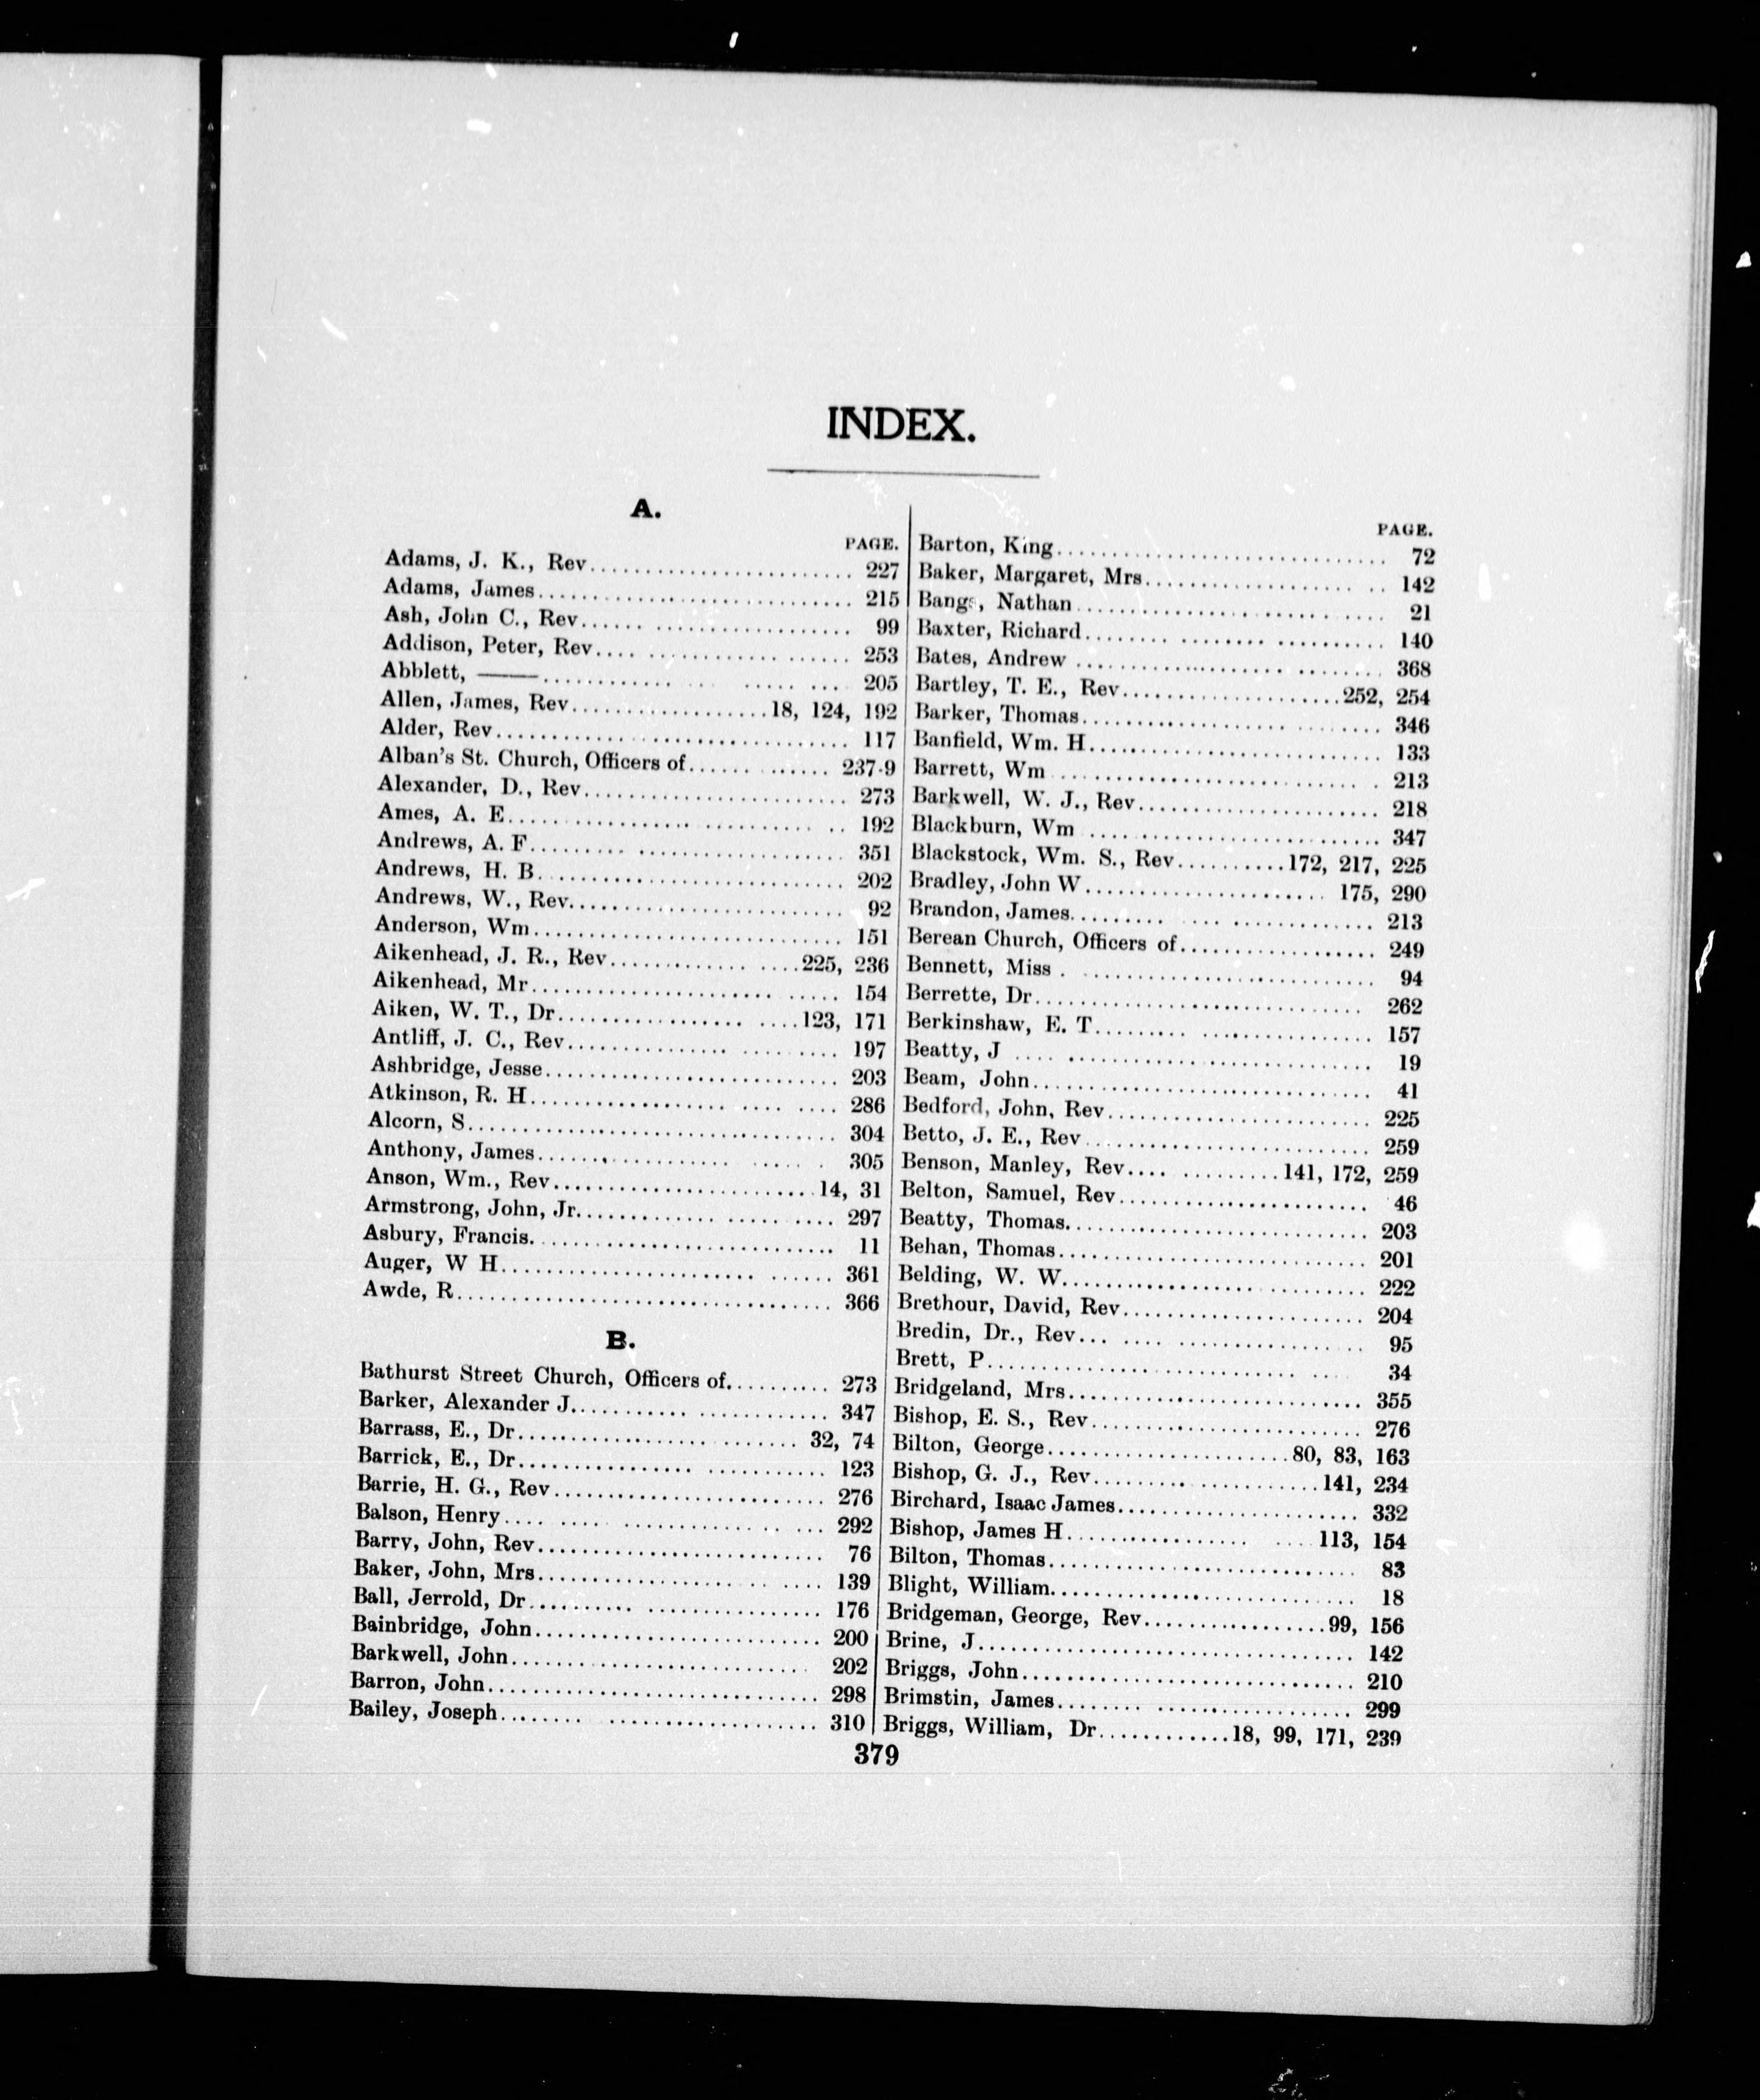 INDEX.
A.
PAGE.
Adams, J. K., Rev.......................... 227
Adams, James.............................. 215
Ash, John C., Rev...... .................. 99
Addison, Peter, Rev.... .................. 253
Abblett, ——............ ..... ... 205
Allen, James, Rev..................18, 124, 192
Alder, Rev................................ 117
Alban's St. Church, Officers of....... ...... 237-9
Alexander, D., Rev........................ 273
Ames, A. E............................. .. 192
Andrews, A. F......... ................... 351
Andrews, H. B............................ 202
Andrews, W., Rev......................... 92
Anderson, Wm............................ 151
Aikenhead, J. R., Rev.............. ....225, 236
Aikenhead, Mr...................... ..... 154
Aiken, W. T., Dr.................. ....123, 171
Antliff, J. C., Rev............... ......... 197
Ashbridge, Jesse........................... 203
Atkinson, R. H....................... .... 286
Alcorn, S................................. 304
Anthony, James................. ..... . 305
Anson, Wm., Rev........................14, 31
Armstrong, John, Jr............. .......... 297
Asbury, Francis........................... 11
Auger, W H....................... ...... 361
Awde, R.................................. 366
B.
Bathurst Street Church, Officers of.......... 273
Barker, Alexander J........... ............ 347
Barrass, E., Dr.......................... 32, 74
Barrick, E., Dr................ ........... 123
Barrie, H. G., Rev......................... 276
Balson, Henry.... .... .............. . ... 292
Barry, John, Rev.......................... 76
Baker, John, Mrs.................... ..... 139
Ball, Jerrold, Dr.......... ................ 176
Bainbridge, John.......................... 200
Barkwell, John........................... 202
Barron, John.............................. 298
Bailey, Joseph........ ................... 310
PAGE.
Barton, King.............................. 72
Baker, Margaret, Mrs................... .. 142
Bangs, Nathan............................ 21
Baxter, Richard........ ........ .......... 140
Bates, Andrew ................... ........ 368
Bartley, T. E., Rev....................252, 254
Barker, Thomas.................. ........ 346
Banfield, Wm. H........................... 133
Barrett, Wm ........................... . 213
Barkwell, W. J., Rev...................... 218
Blackburn, Wm .......................... 347
Blackstock, Wm. S., Rev..........172, 217, 225
Bradley, John W...................... 175, 290
Brandon, James......... .... ............. 213
Berean Church, Officers of.................. 249
Bennett, Miss . .......................... 94
Berrette, Dr.............................. 262
Berkinshaw, E. T......... ................ 157
Beatty, J .... ........................... 19
Beam, John............................... 41
Bedford, John, Rev........................ 225
Betto, J. E., Rev.......................... 259
Benson, Manley, Rev.... ..........141, 172, 259
Belton, Samuel, Rev....................... 46
Beatty, Thomas........................... 203
Behan, Thomas............................ 201
Belding, W. W............................ 222
Brethour, David, Rev...................... 204
Bredin, Dr., Rev... .... ................. 95
Brett, P............................ .... 34
Bridgeland, Mrs........................... 355
Bishop, E. S., Rev......................... 276
Bilton, George......................80, 83, 163
Bishop, G. J., Rev.....................141, 234
Birchard, Isaac James...................... 332
Bishop, James H................. ....113, 154
Bilton, Thomas............................ 83
Blight, William............................ 18
Bridgeman, George, Rev.................99, 156
Brine, J.................................. 142
Briggs, John............................... 210
Brimstin, James........ .................. 299
Briggs, William, Dr............18, 99, 171, 239
379